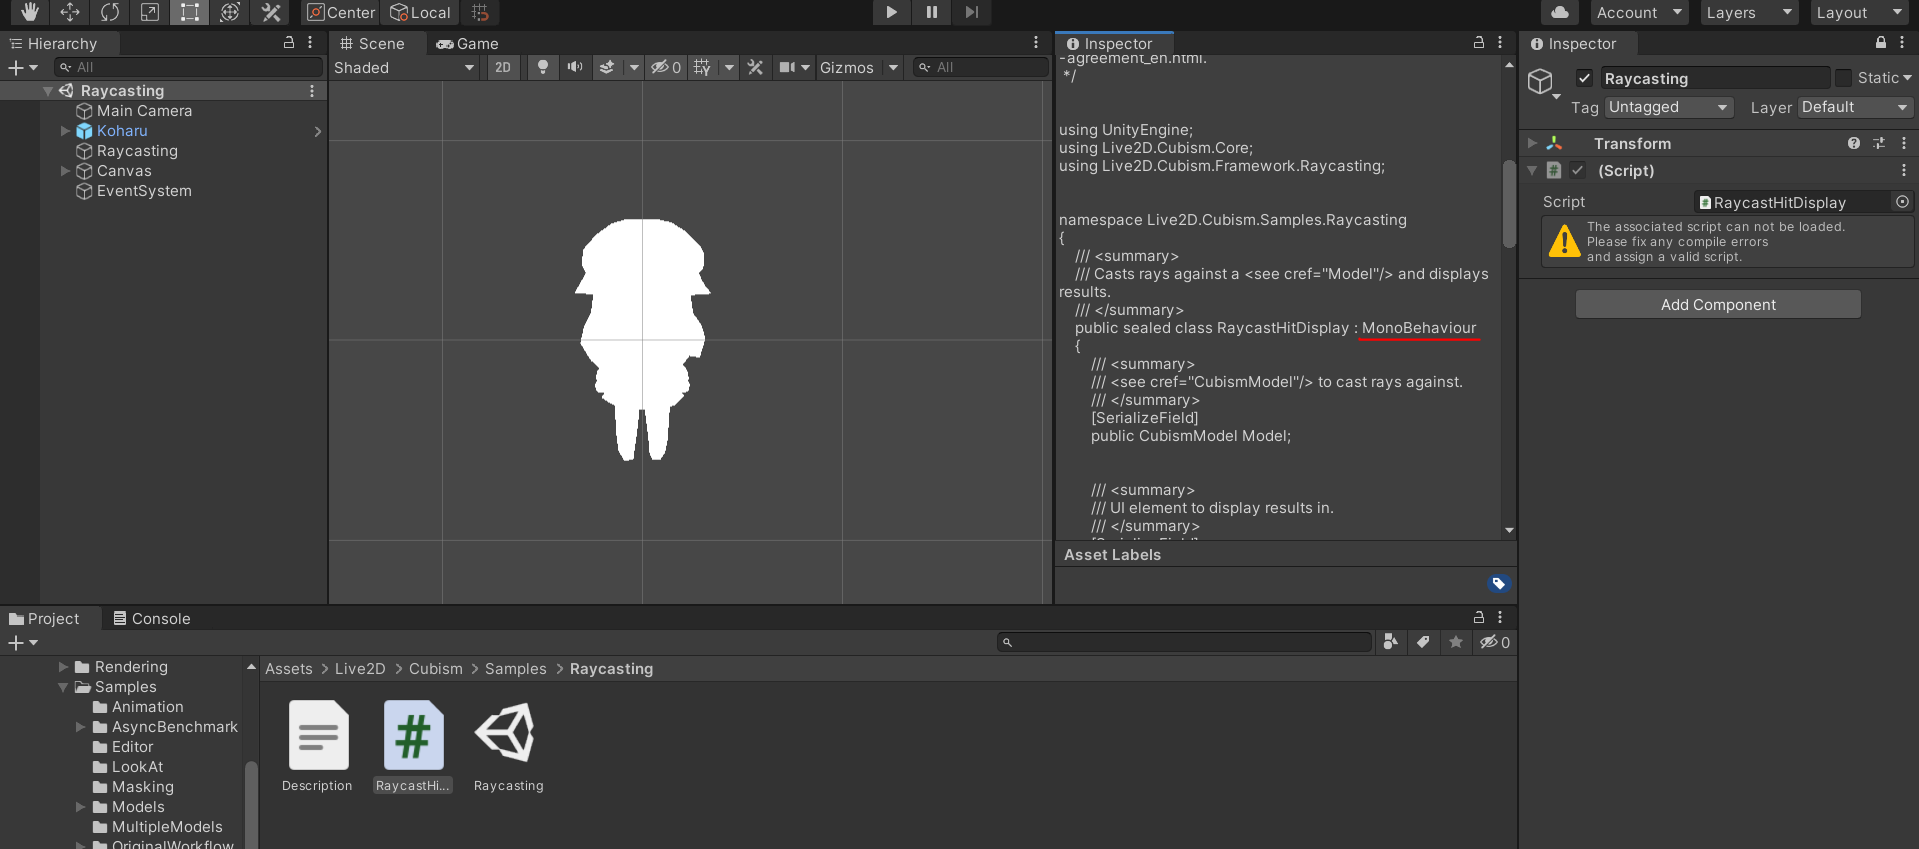 Center
Local
Account
Layers
Layout
Hierarchy
All
Raycasting
Main Camera
Koharu
Raycasting
Canvas
EventSystem
Scene
Game
Shaded
2D
0
Gizmos
All
Inspector
-agreement_en.html.
*/
using UnityEngine;
using Live2D.Cubism.Core;
using Live2D.Cubism.Framework.Raycasting;
namespace Live2D.Cubism.Samples.Raycasting
{
/// <summary>
/// Casts rays against a <see cref="Model"/> and displays
results.
/// </summary>
public sealed class RaycastHitDisplay : MonoBehaviour
{
/// <summary>
/// <see cref="CubismModel"/> to cast rays against.
/// </summary>
[SerializeField]
public CubismModel Model;
/// <summary>
/// UI element to display results in.
/// </summary>
[SerializeField]
Asset Labels
Inspector
Raycasting
Static
Tag Untagged
Layer Default
Transform
# (Script)
Script
# RaycastHitDisplay
The associated script can not be loaded.
Please fix any compile errors
and assign a valid script.
Add Component
Project
Console
0
Rendering
Samples
Animation
AsyncBenchmark
Editor
LookAt
Masking
Models
MultipleModels
OriginalWorkflow
Assets > Live2D > Cubism > Samples > Raycasting
#
Description
RaycastHi...
Raycasting